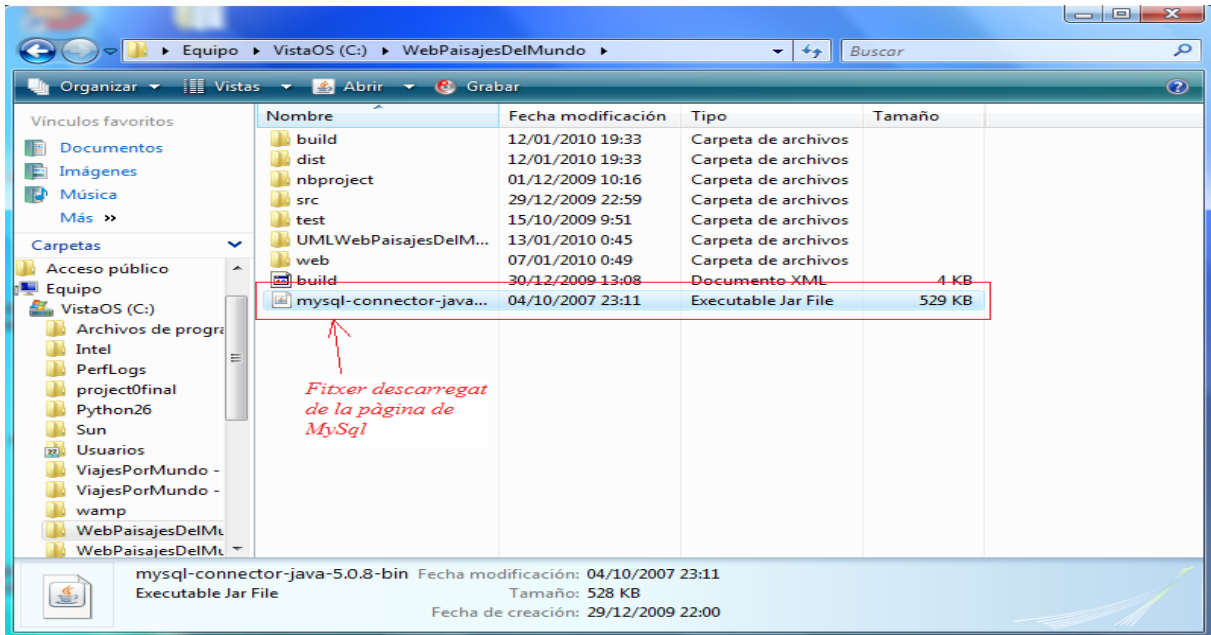 Equipo VistaOS (C:) WebPaisajesDelMundo Buscar
Organizar Vistas Abrir Grabar
Vínculos favoritos
Documentos
Imágenes
Música
Más »
Carpetas
Acceso público
Equipo
VistaOS (C:)
Archivos de progra
Intel
PerfLogs
project0final
Python26
Sun
Usuarios
ViajesPorMundo -
ViajesPorMundo -
wamp
WebPaisajesDelMu
WebPaisajesDelMu
Nombre Fecha modificación Tipo Tamaño
build 12/01/2010 19:33 Carpeta de archivos
dist 12/01/2010 19:33 Carpeta de archivos
nbproject 01/12/2009 10:16 Carpeta de archivos
src 29/12/2009 22:59 Carpeta de archivos
test 15/10/2009 9:51 Carpeta de archivos
UMLWebPaisajesDelM... 13/01/2010 0:45 Carpeta de archivos
web 07/01/2010 0:49 Carpeta de archivos
build 30/12/2009 13:08 Documento XML 4 KB
mysql-connector-java... 04/10/2007 23:11 Executable Jar File 529 KB
Fitxer descarregat
de la pàgina de
MySql
mysql-connector-java-5.0.8-bin Fecha modificación: 04/10/2007 23:11
Executable Jar File Tamaño: 528 KB
Fecha de creación: 29/12/2009 22:00